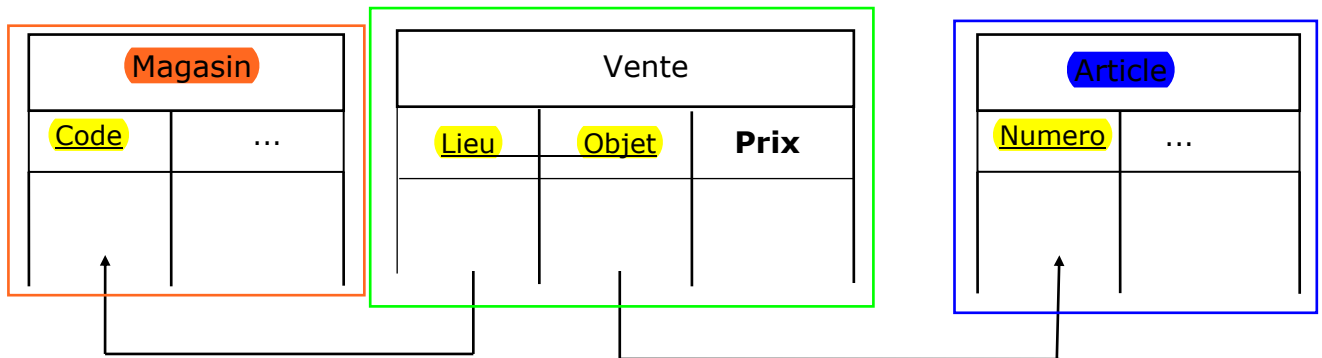 Magasin
Code ...
Vente
Lieu Objet Prix
Article
Numero ...